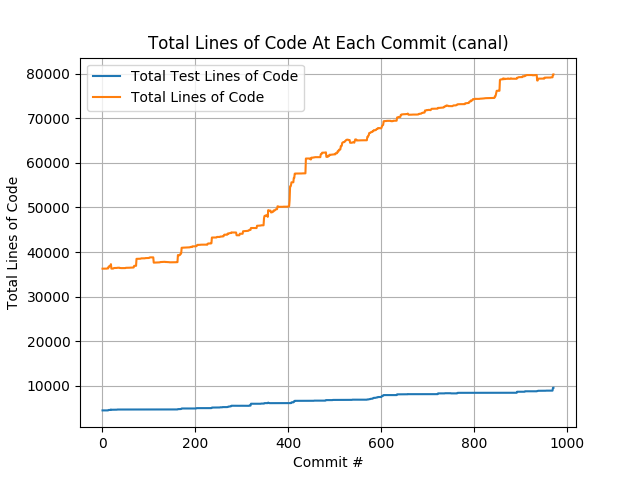 Total Lines of Code At Each Commit (canal)
Total Test Lines of Code
Total Lines of Code
80000
70000
60000
50000
40000
30000
20000
10000
Total Lines of Code
0 200 400 600 800 1000
Commit #